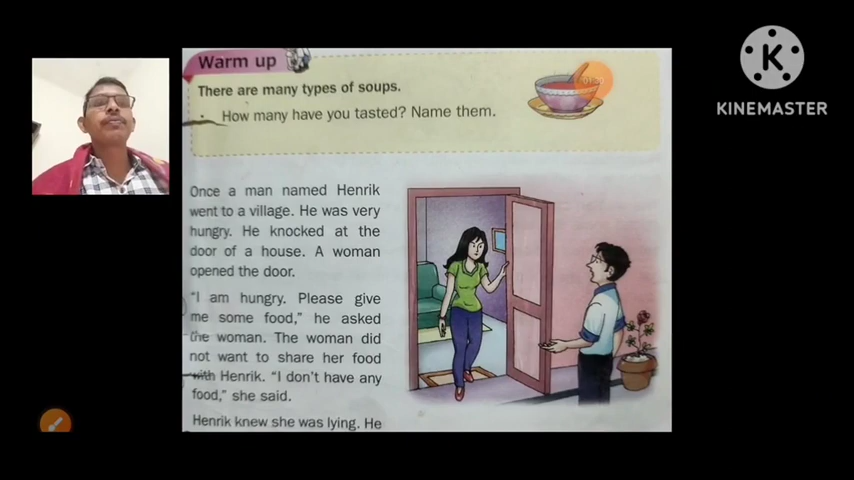 Warm up
There are many types of soups.
How many have you tasted? Name them.
01:20
KINEMASTER
Once a man named Henrik
went to a village. He was very
hungry. He knocked at the
door of a house. A woman
opened the door.
"I am hungry. Please give
me some food," he asked
the woman. The woman did
not want to share her food
with Henrik. "I don't have any
food," she said.
Henrik knew she was lying. He